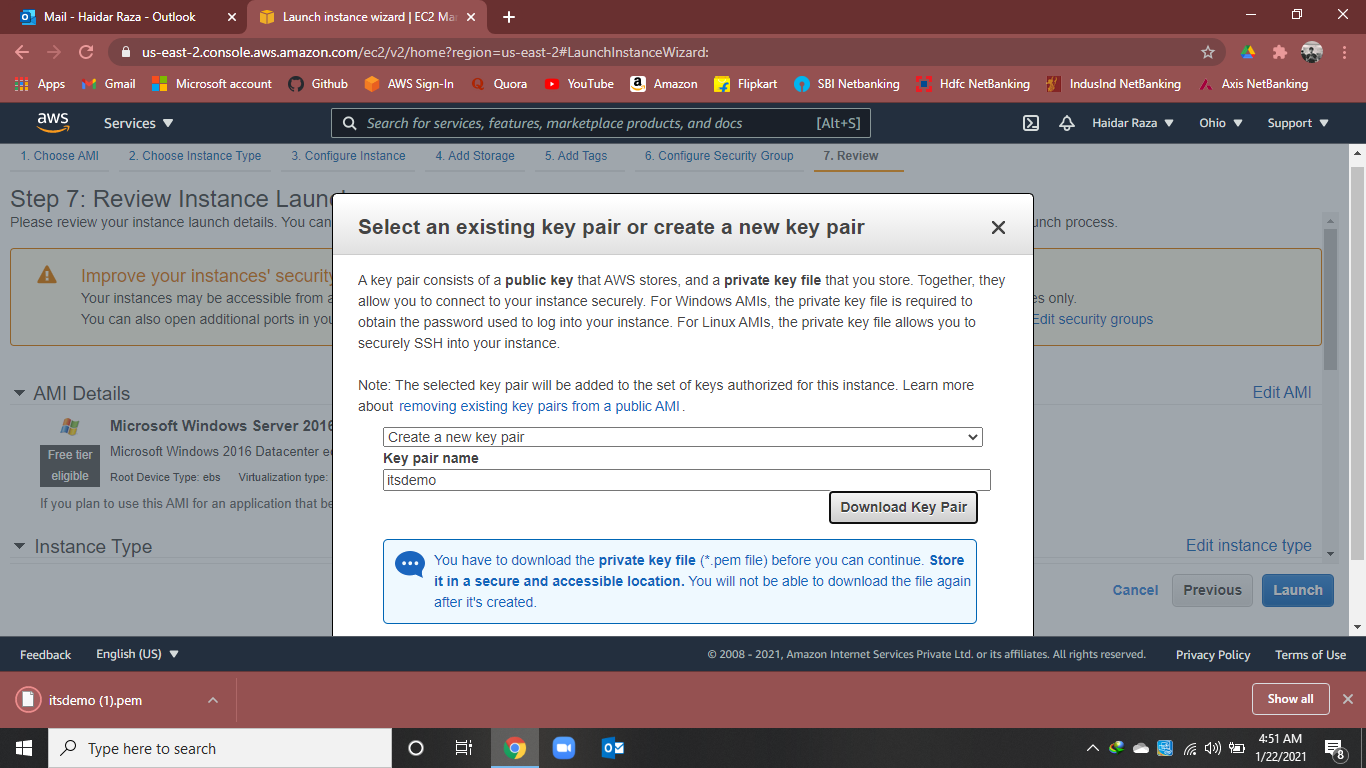 Mail - Haidar Raza - Outlook
Launch instance wizard | EC2 Mar
us-east-2.console.aws.amazon.com/ec2/v2/home?region=us-east-2#LaunchInstanceWizard:
Apps Gmail Microsoft account Github AWS Sign-In Quora YouTube Amazon Flipkart SBI Netbanking Hdfc NetBanking IndusInd NetBanking Axis NetBanking
aws Services Search for services, features, marketplace products, and docs [Alt+S] Haidar Raza Ohio Support
1. Choose AMI 2. Choose Instance Type 3. Configure Instance 4. Add Storage 5. Add Tags 6. Configure Security Group 7. Review
Step 7: Review Instance Launch
Please review your instance launch details. You can unch process.
Improve your instances' security
Your instances may be accessible from a es only.
You can also open additional ports in you Edit security groups
AMI Details Edit AMI
Microsoft Windows Server 2016
Free tier eligible
Microsoft Windows 2016 Datacenter e
Root Device Type: ebs Virtualization type:
If you plan to use this AMI for an application that be
Instance Type Edit instance type
Cancel Previous Launch
Select an existing key pair or create a new key pair
A key pair consists of a public key that AWS stores, and a private key file that you store. Together, they
allow you to connect to your instance securely. For Windows AMIs, the private key file is required to
obtain the password used to log into your instance. For Linux AMIs, the private key file allows you to
securely SSH into your instance.
Note: The selected key pair will be added to the set of keys authorized for this instance. Learn more
about removing existing key pairs from a public AMI .
Create a new key pair
Key pair name
itsdemo
Download Key Pair
You have to download the private key file (*.pem file) before you can continue. Store
it in a secure and accessible location. You will not be able to download the file again
after it's created.
Feedback English (US) © 2008 - 2021, Amazon Internet Services Private Ltd. or its affiliates. All rights reserved. Privacy Policy Terms of Use
itsdemo (1).pem Show all
Type here to search
4:51 AM
1/22/2021
8